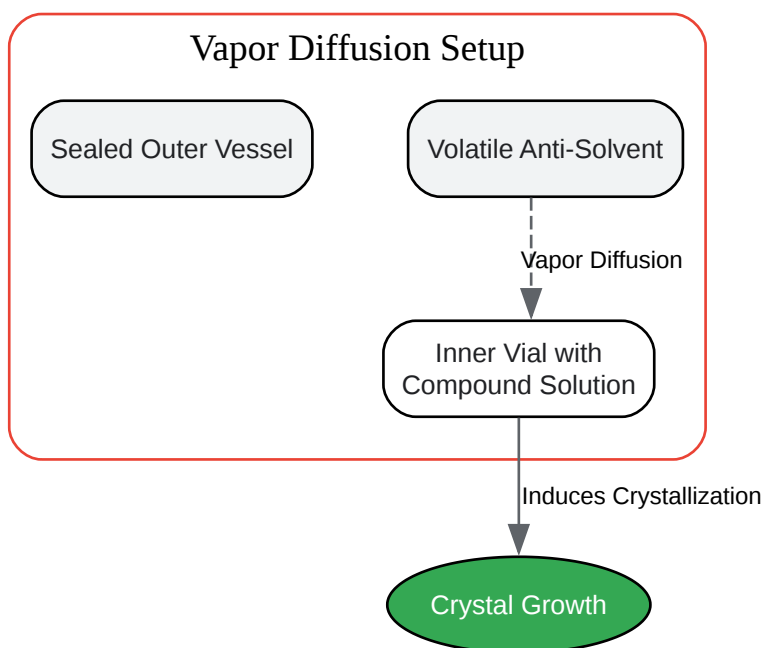 Vapor Diffusion Setup
Sealed Outer Vessel
Volatile Anti-Solvent
Vapor Diffusion
Inner Vial with
Compound Solution
Induces Crystallization
Crystal Growth